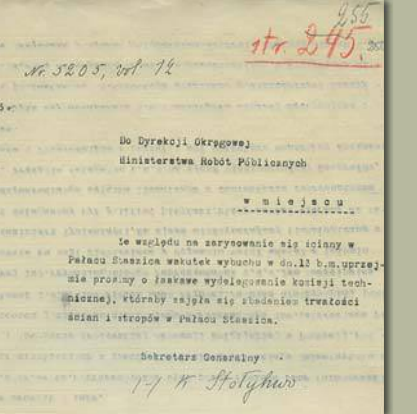 255
str. 245.
Nr. 5205, vol. 12
Do Dyrekcji Okręgowej
Ministerstwa Robót Públicznych
w miejscu
Ze względu na zarysowanie się ściany w
Pałacu Staszica wskutek wybuchu w dn.13 b.m.uprzej-
mie prosimy o łaskawe wydelegowanie komisji tech-
nicznej, któraby zajęła się zbadaniem trwałości
ścian i stropów w Pałacu Staszica.
Sekretarz Generalny
/-/ K Stołyhwo